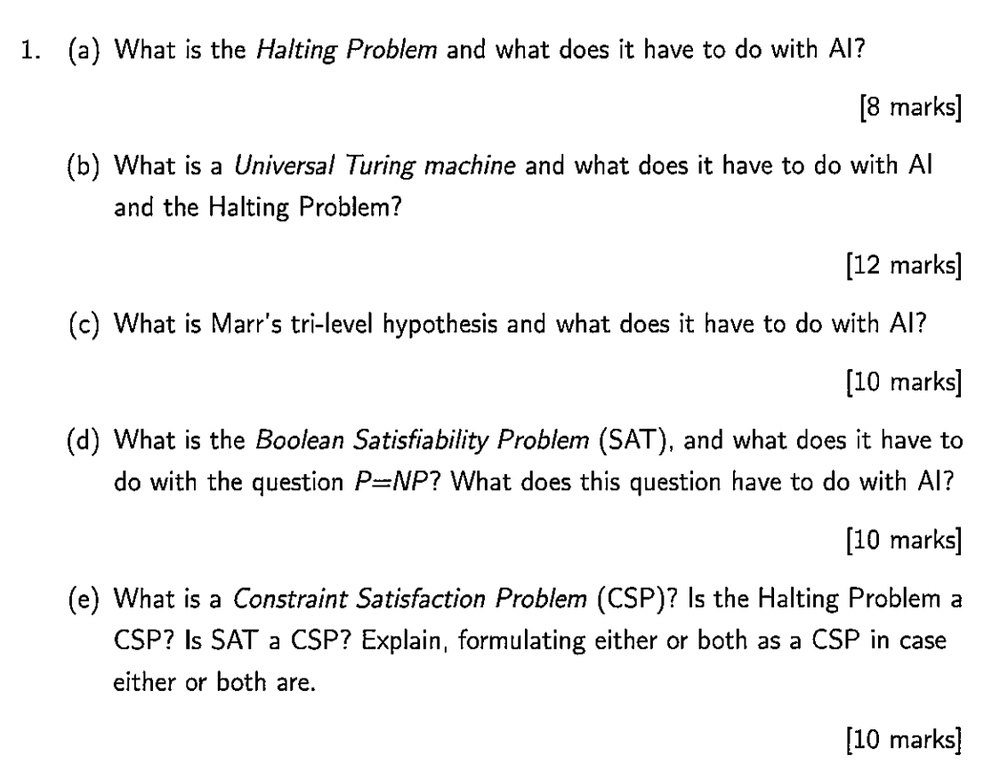 1. (a) What is the Halting Problem and what does it have to do with AI?
[8 marks]
(b) What is a Universal Turing machine and what does it have to do with AI
and the Halting Problem?
[12 marks]
(c) What is Marr's tri-level hypothesis and what does it have to do with AI?
[10 marks]
(d) What is the Boolean Satisfiability Problem (SAT), and what does it have to
do with the question P=NP? What does this question have to do with AI?
[10 marks]
(e) What is a Constraint Satisfaction Problem (CSP)? Is the Halting Problem a
CSP? Is SAT a CSP? Explain, formulating either or both as a CSP in case
either or both are.
[10 marks]